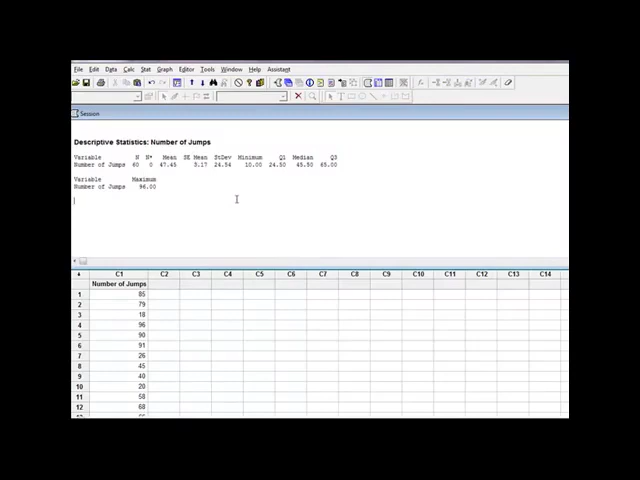 File Edit Data Calc Stat Graph Editor Tools Window Help Assistant
Session
Descriptive Statistics: Number of Jumps
Variable N N* Mean SE Mean StDev Minimum Q1 Median Q3
Number of Jumps 60 0 47.45 3.17 24.54 10.00 24.50 45.50 65.00
Variable Maximum
Number of Jumps 96.00
C1 C2 C3 C4 C5 C6 C7 C8 C9 C10 C11 C12 C13 C14
Number of Jumps
1 85
2 79
3 18
4 96
5 90
6 91
7 26
8 45
9 40
10 20
11 58
12 68